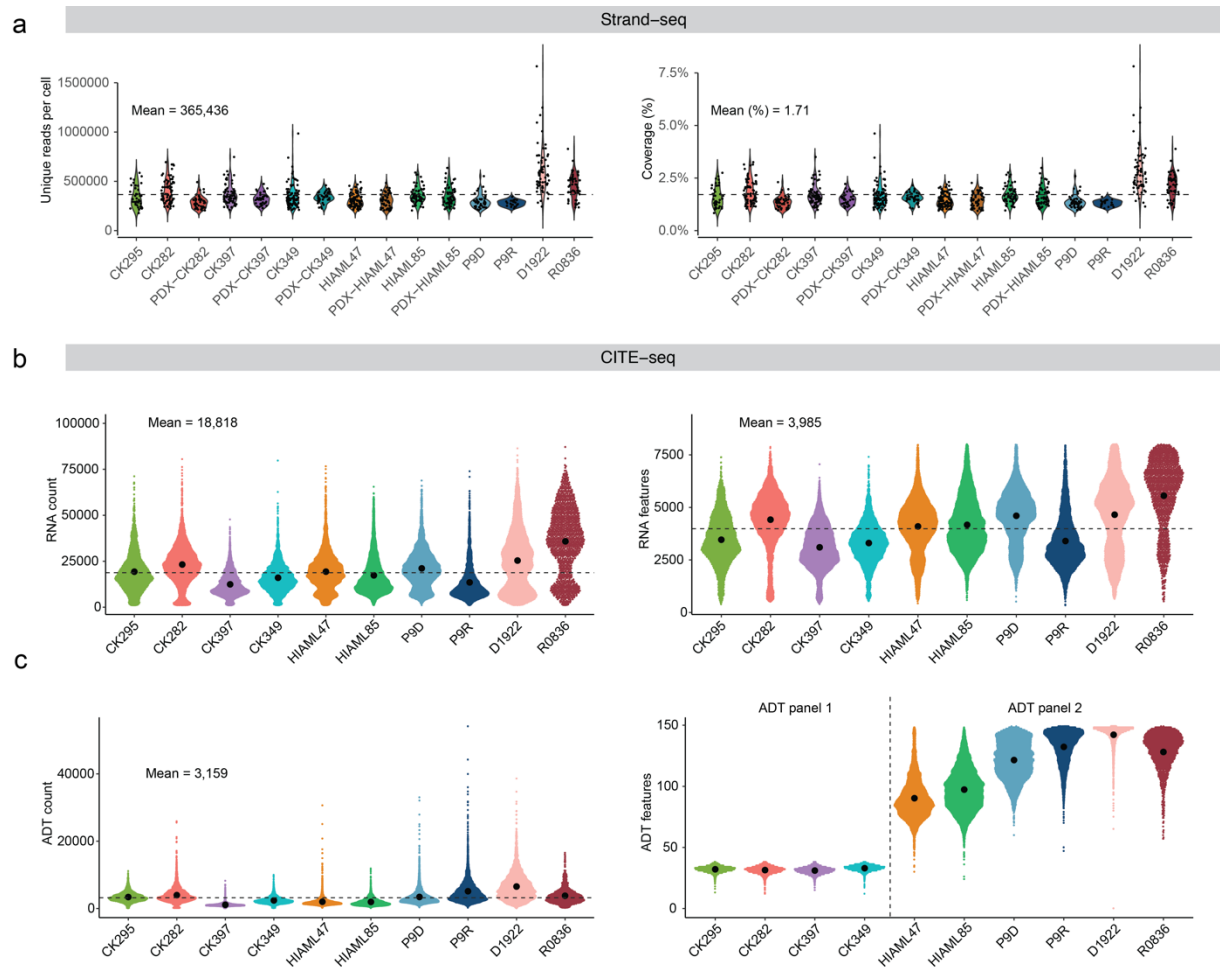 a
Strand−seq
Unique reads per cell
1500000
1000000
500000
0
Mean = 365,436
CK295
CK282
PDX−CK282
CK397
PDX−CK397
CK349
PDX−CK349
HIAML47
PDX−HIAML47
HIAML85
PDX−HIAML85
P9D
P9R
D1922
R0836
Coverage (%)
7.5%
5.0%
2.5%
0.0%
Mean (%) = 1.71
CK295
CK282
PDX−CK282
CK397
PDX−CK397
CK349
PDX−CK349
HIAML47
PDX−HIAML47
HIAML85
PDX−HIAML85
P9D
P9R
D1922
R0836
b
CITE−seq
RNA count
100000
75000
50000
25000
0
Mean = 18,818
CK295
CK282
CK397
CK349
HIAML47
HIAML85
P9D
P9R
D1922
R0836
RNA features
7500
5000
2500
0
Mean = 3,985
CK295
CK282
CK397
CK349
HIAML47
HIAML85
P9D
P9R
D1922
R0836
c
ADT count
40000
20000
0
Mean = 3,159
CK295
CK282
CK397
CK349
HIAML47
HIAML85
P9D
P9R
D1922
R0836
ADT features
150
100
50
0
ADT panel 1
ADT panel 2
CK295
CK282
CK397
CK349
HIAML47
HIAML85
P9D
P9R
D1922
R0836